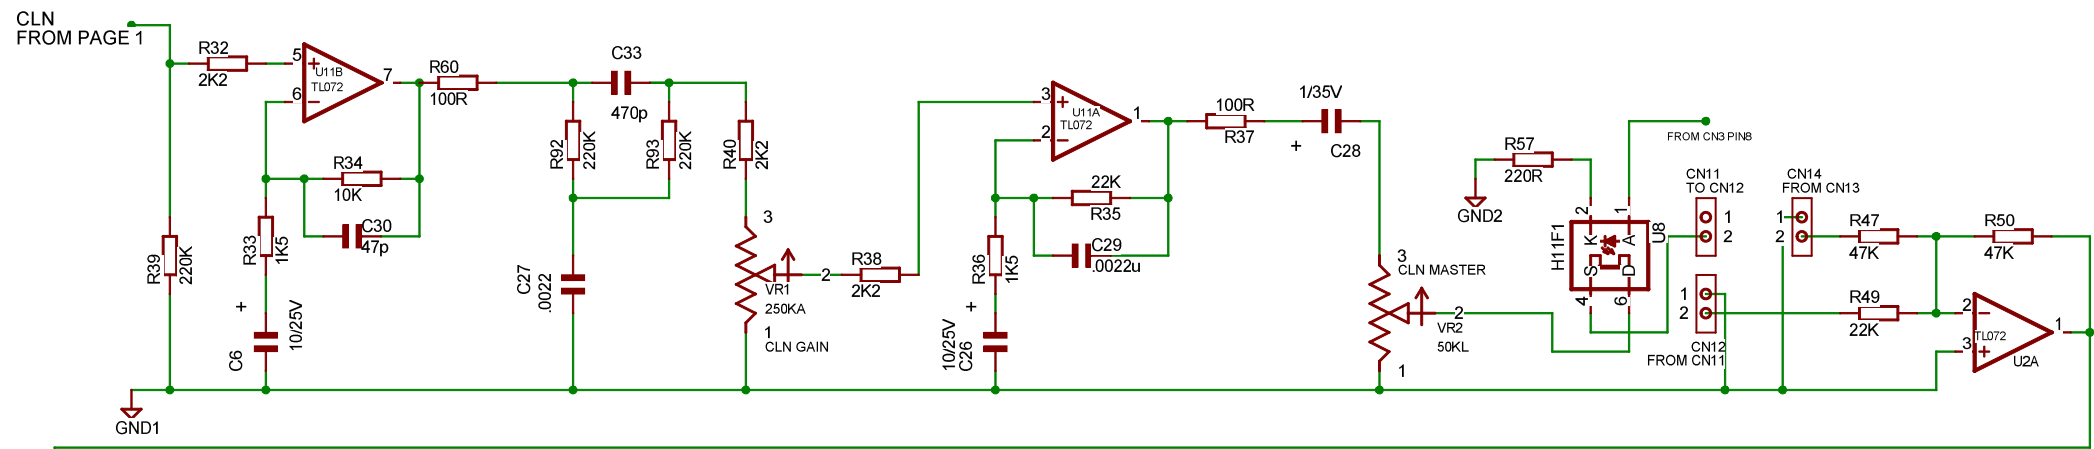 CLN
FROM PAGE 1
R32
2K2
5
6
7
+
−
U11B
TL072
R60
100R
R34
10K
C30
47p
R33
1K5
R39
220K
+
10/25V
C6
GND1
C33
470p
R92
220K
R93
220K
R40
2K2
C27
.0022
3
2
VR1
250KA
1
CLN GAIN
R38
2K2
3
2
1
+
−
U11A
TL072
22K
R35
C29
.0022u
R36
1K5
+
10/25V
C26
100R
R37
1/35V
+
C28
3
CLN MASTER
2
VR2
50KL
1
R57
220R
GND2
FROM CN3 PIN8
2
1
K
A
S
D
4
6
H11F1
U8
CN11
TO CN12
1
2
1
2
CN12
FROM CN11
CN14
FROM CN13
1
2
R47
47K
R50
47K
R49
22K
2
3
1
−
+
TL072
U2A